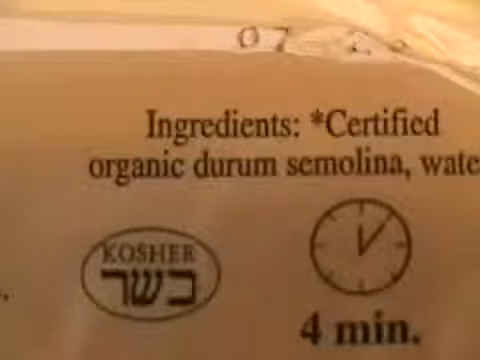 07
Ingredients: *Certified
organic durum semolina, wate
KOSHER
כשר
4 min.